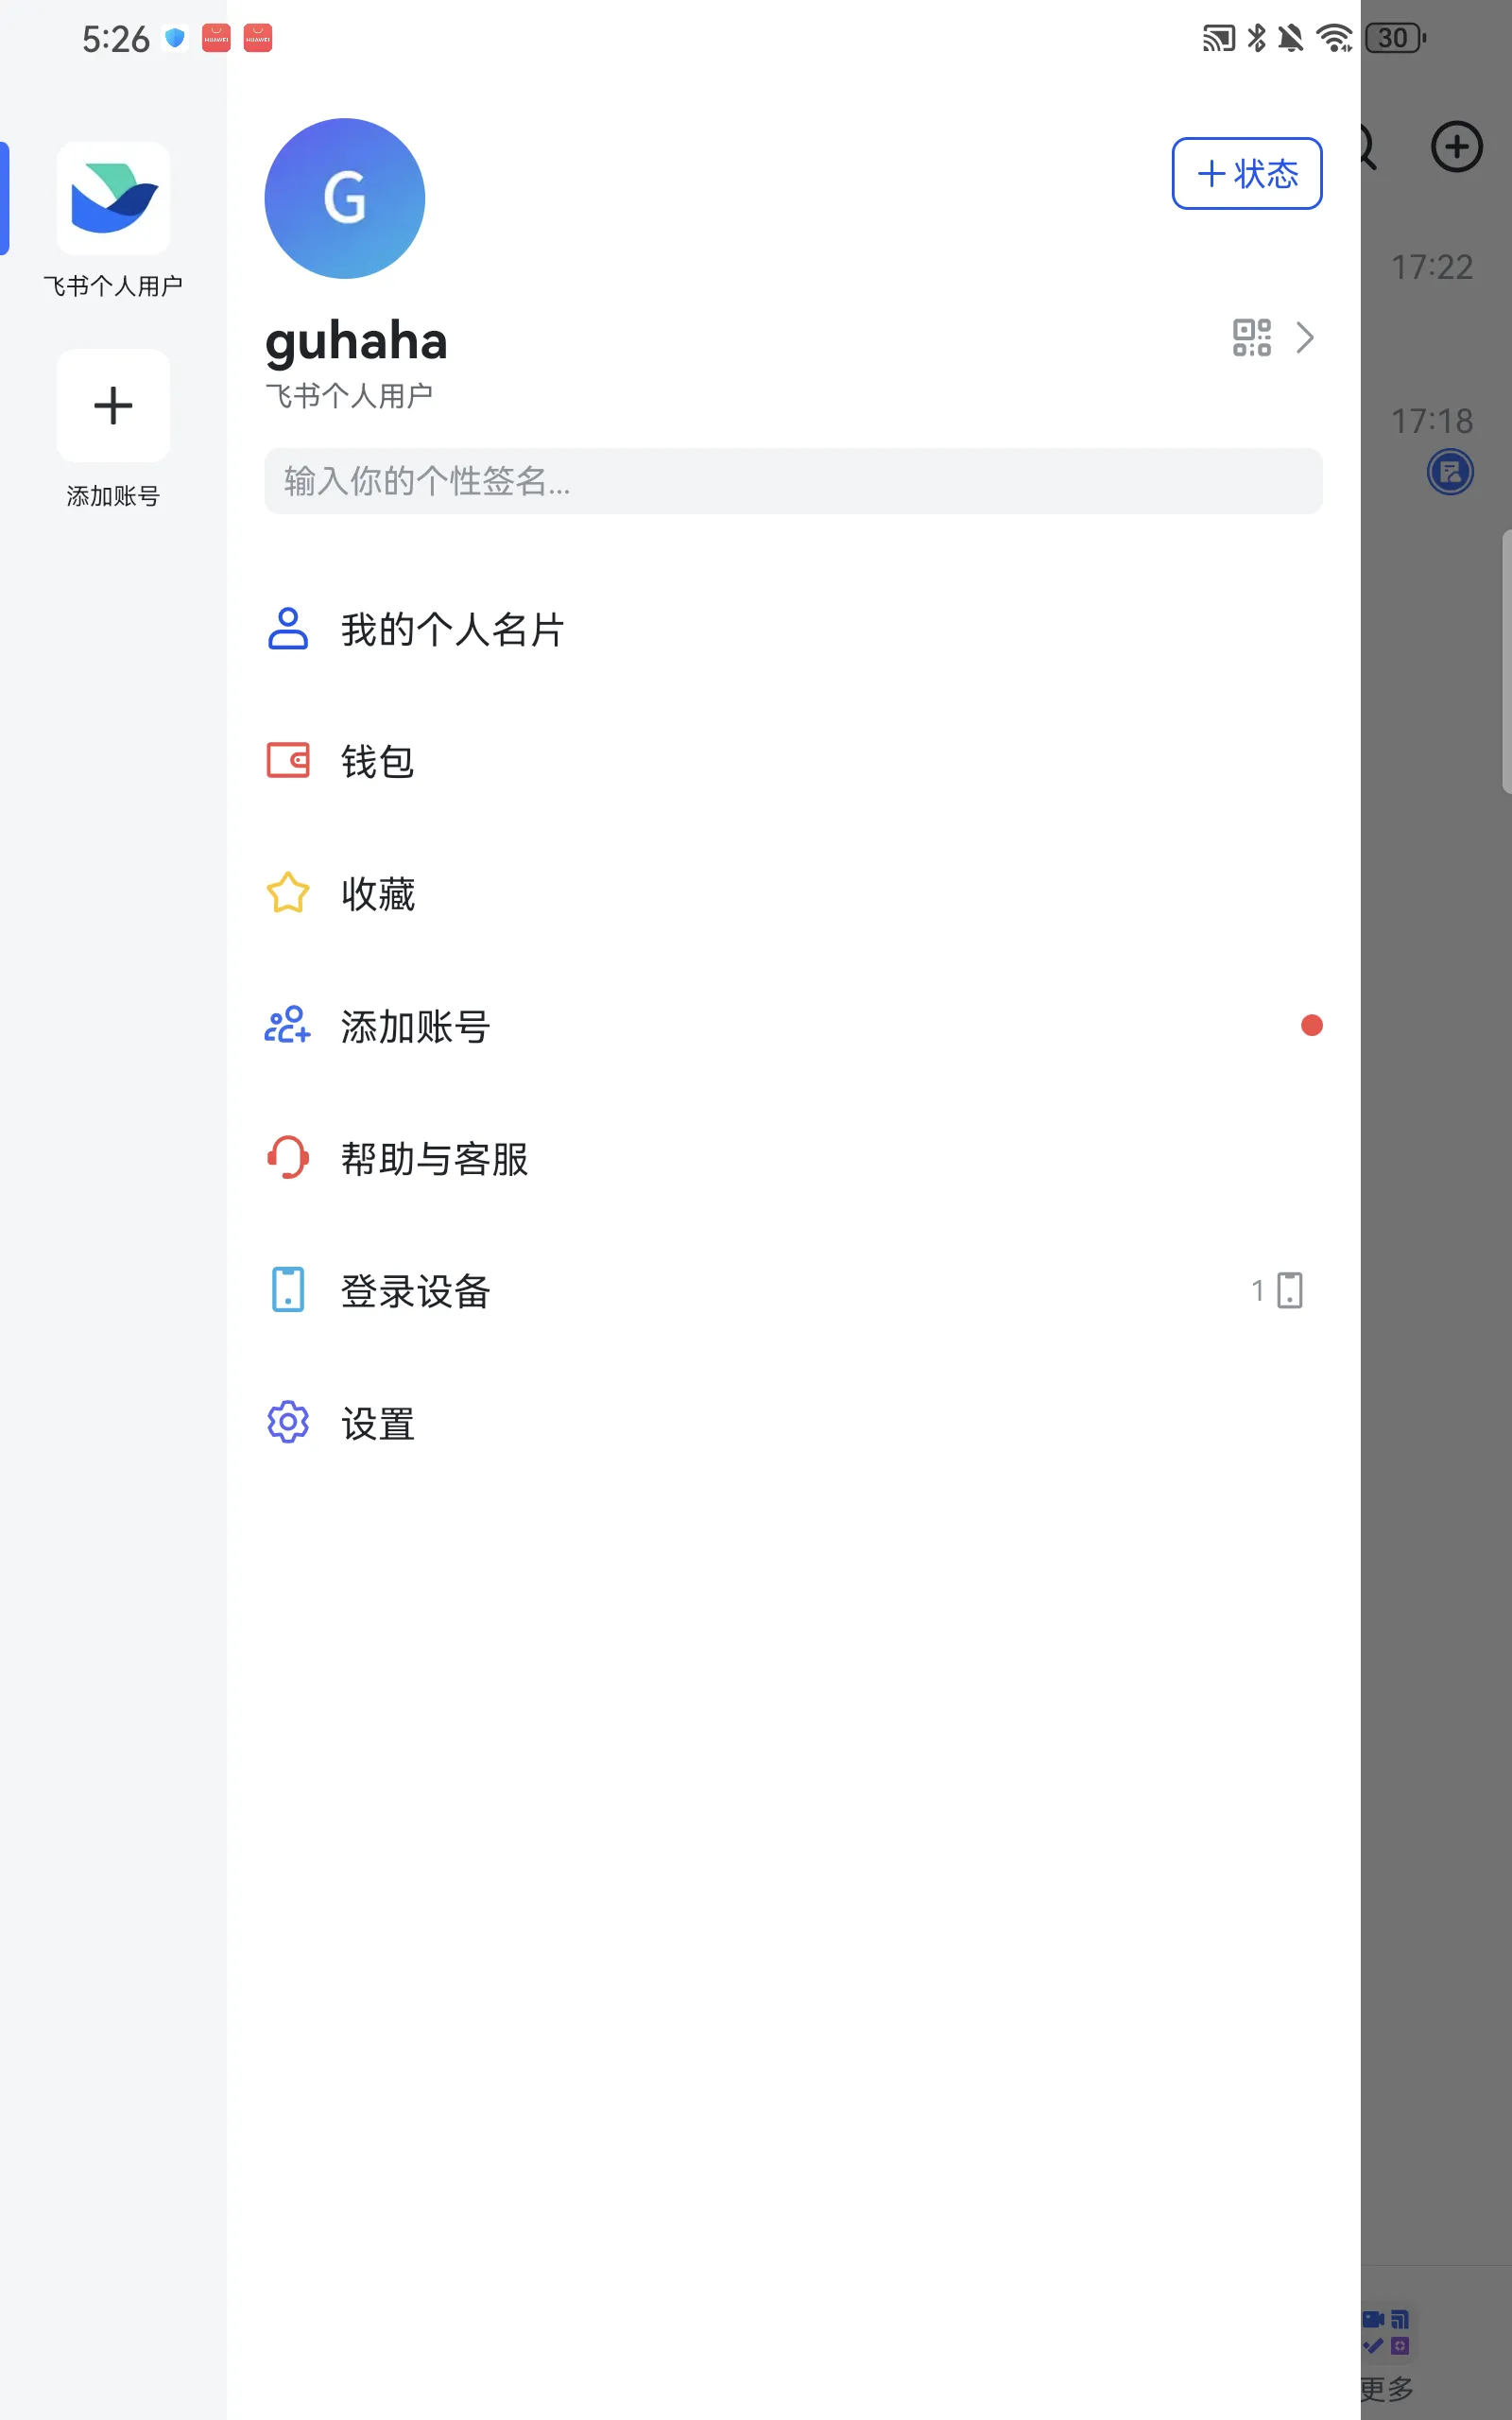 5:26
HUAWEI
HUAWEI
30
飞书个人用户
添加账号
G
状态
guhaha
飞书个人用户
输入你的个性签名...
我的个人名片
钱包
收藏
添加账号
帮助与客服
登录设备
1
设置
17:22
17:18
更多